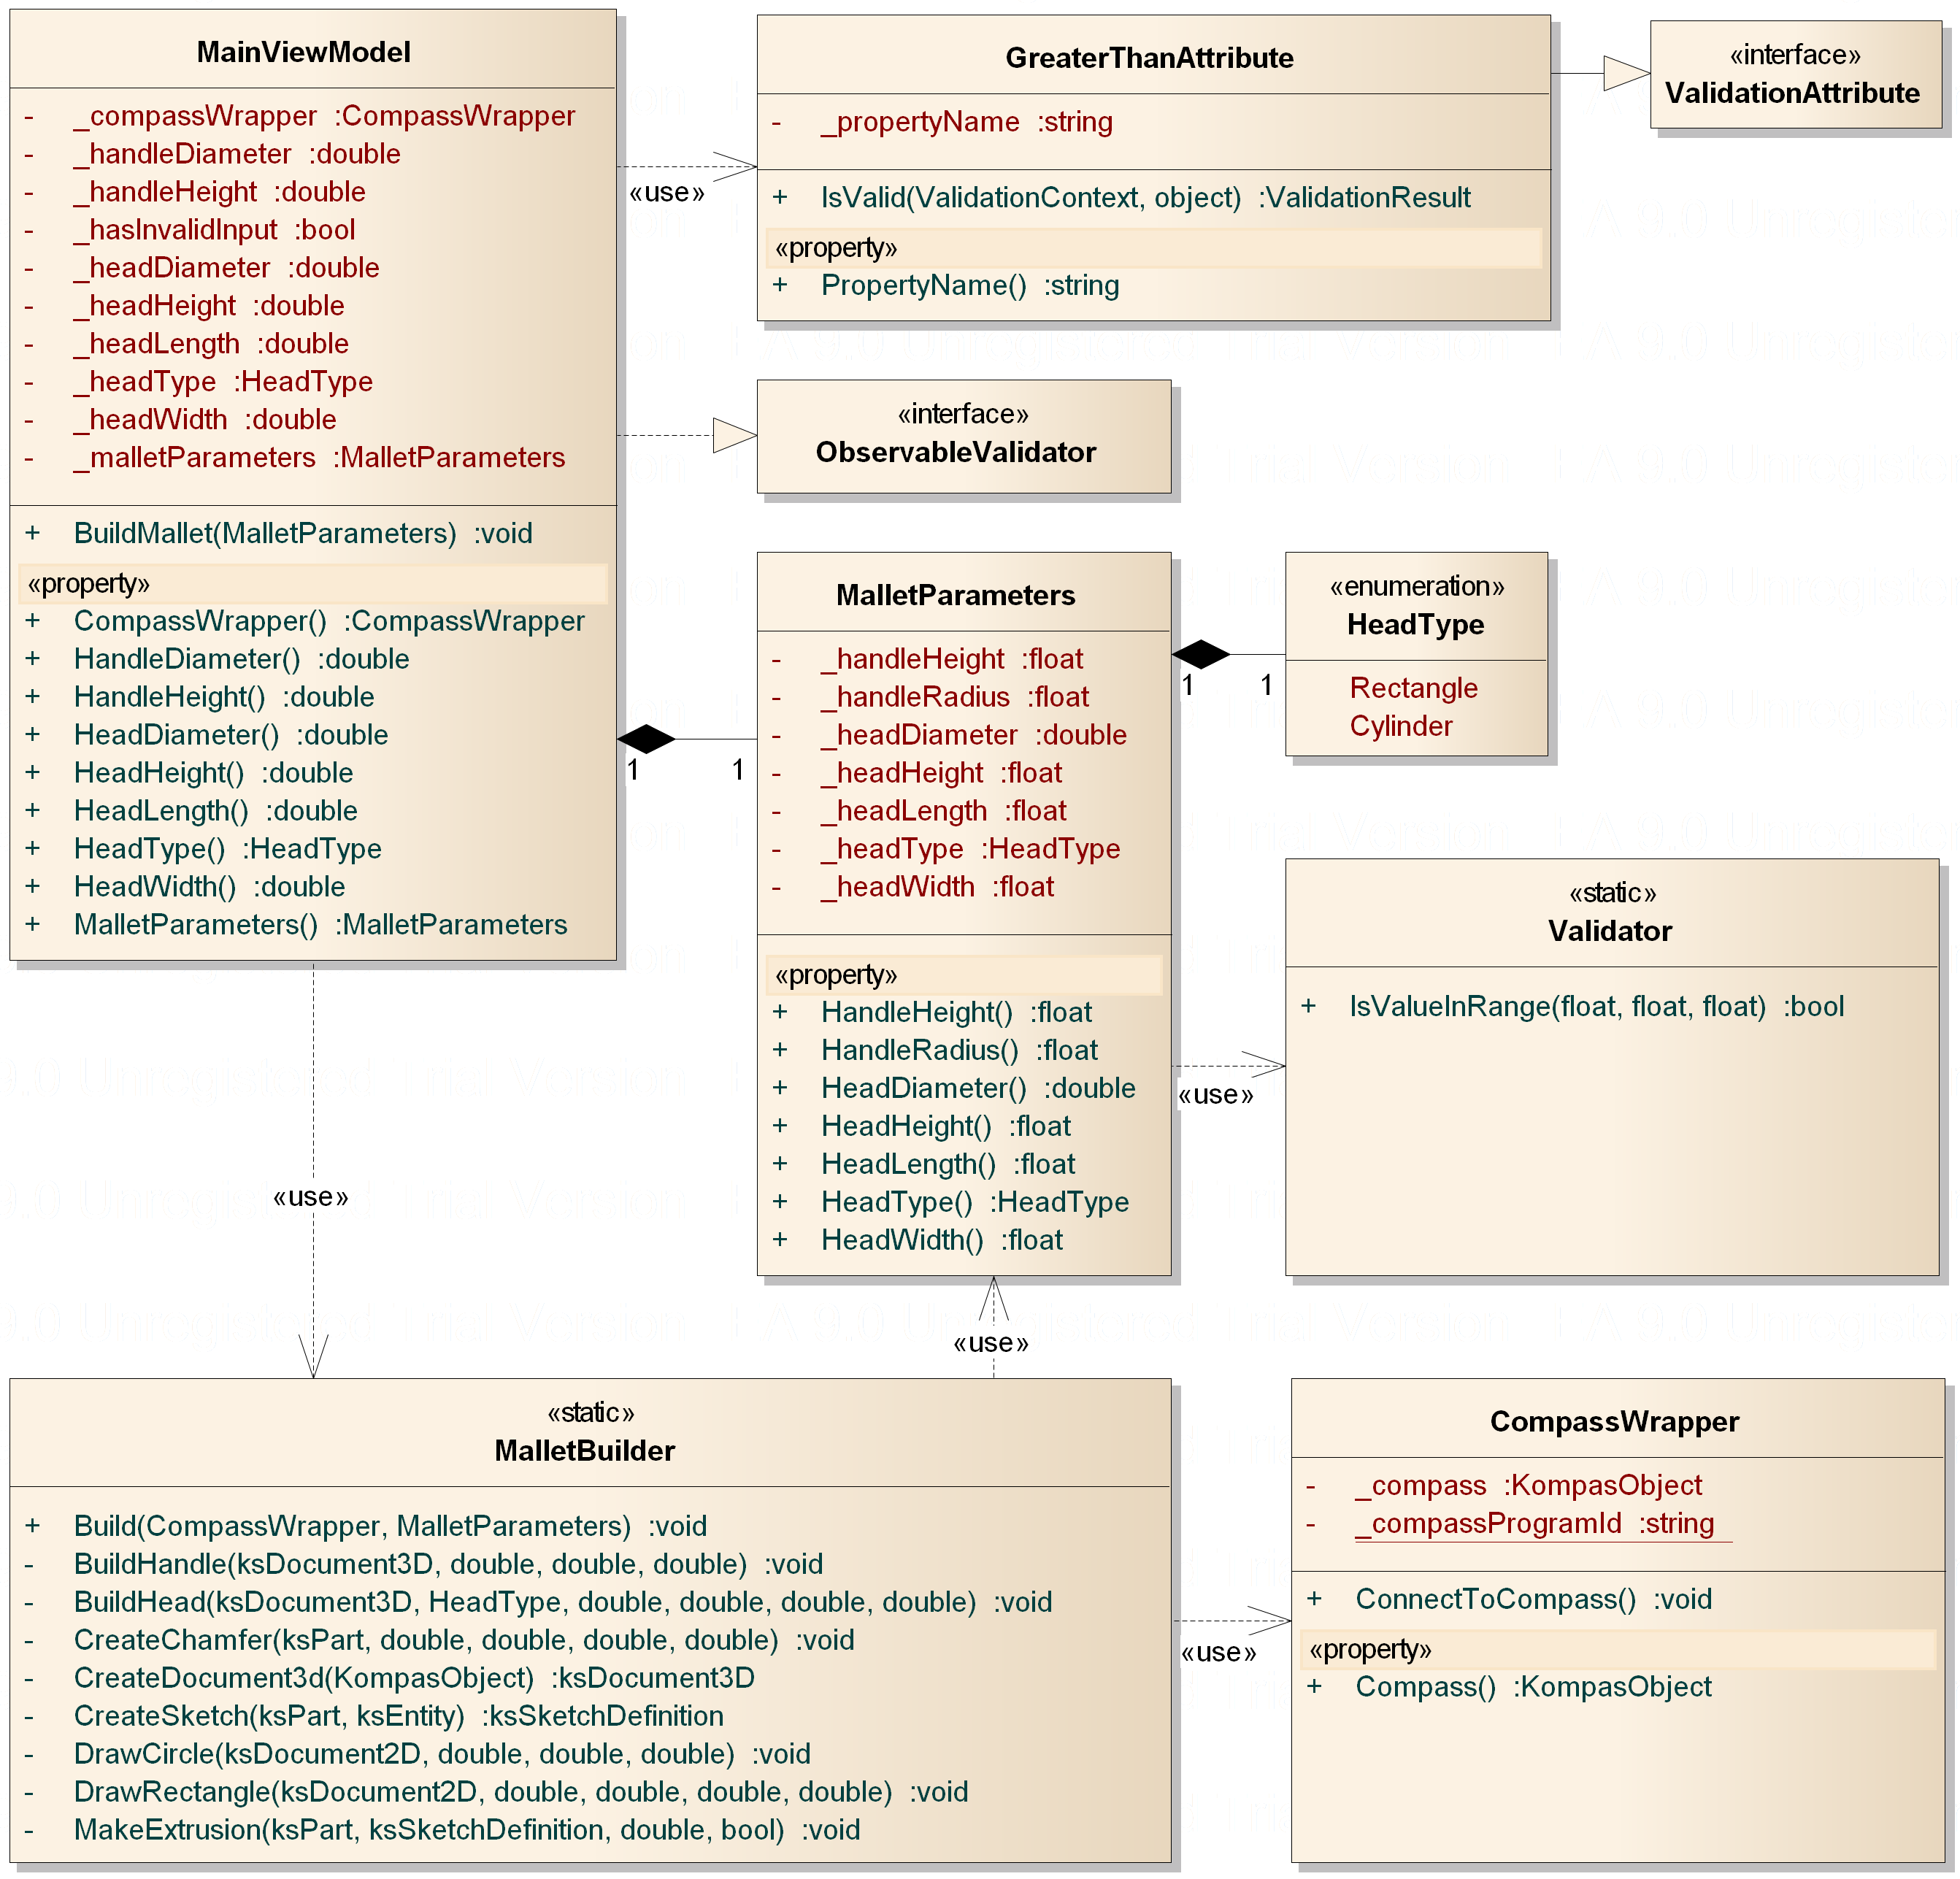 MainViewModel
- _compassWrapper :CompassWrapper
- _handleDiameter :double
- _handleHeight :double
- _hasInvalidInput :bool
- _headDiameter :double
- _headHeight :double
- _headLength :double
- _headType :HeadType
- _headWidth :double
- _malletParameters :MalletParameters
+ BuildMallet(MalletParameters) :void
«property»
+ CompassWrapper() :CompassWrapper
+ HandleDiameter() :double
+ HandleHeight() :double
+ HeadDiameter() :double
+ HeadHeight() :double
+ HeadLength() :double
+ HeadType() :HeadType
+ HeadWidth() :double
+ MalletParameters() :MalletParameters
«use»
GreaterThanAttribute
- _propertyName :string
+ IsValid(ValidationContext, object) :ValidationResult
«property»
+ PropertyName() :string
«interface»
ValidationAttribute
«interface»
ObservableValidator
1
1
MalletParameters
- _handleHeight :float
- _handleRadius :float
- _headDiameter :double
- _headHeight :float
- _headLength :float
- _headType :HeadType
- _headWidth :float
«property»
+ HandleHeight() :float
+ HandleRadius() :float
+ HeadDiameter() :double
+ HeadHeight() :float
+ HeadLength() :float
+ HeadType() :HeadType
+ HeadWidth() :float
1
1
«enumeration»
HeadType
Rectangle
Cylinder
«use»
«static»
Validator
+ IsValueInRange(float, float, float) :bool
«use»
«use»
«static»
MalletBuilder
+ Build(CompassWrapper, MalletParameters) :void
- BuildHandle(ksDocument3D, double, double, double) :void
- BuildHead(ksDocument3D, HeadType, double, double, double, double) :void
- CreateChamfer(ksPart, double, double, double, double) :void
- CreateDocument3d(KompasObject) :ksDocument3D
- CreateSketch(ksPart, ksEntity) :ksSketchDefinition
- DrawCircle(ksDocument2D, double, double, double) :void
- DrawRectangle(ksDocument2D, double, double, double, double) :void
- MakeExtrusion(ksPart, ksSketchDefinition, double, bool) :void
«use»
CompassWrapper
- _compass :KompasObject
- _compassProgramId :string
+ ConnectToCompass() :void
«property»
+ Compass() :KompasObject